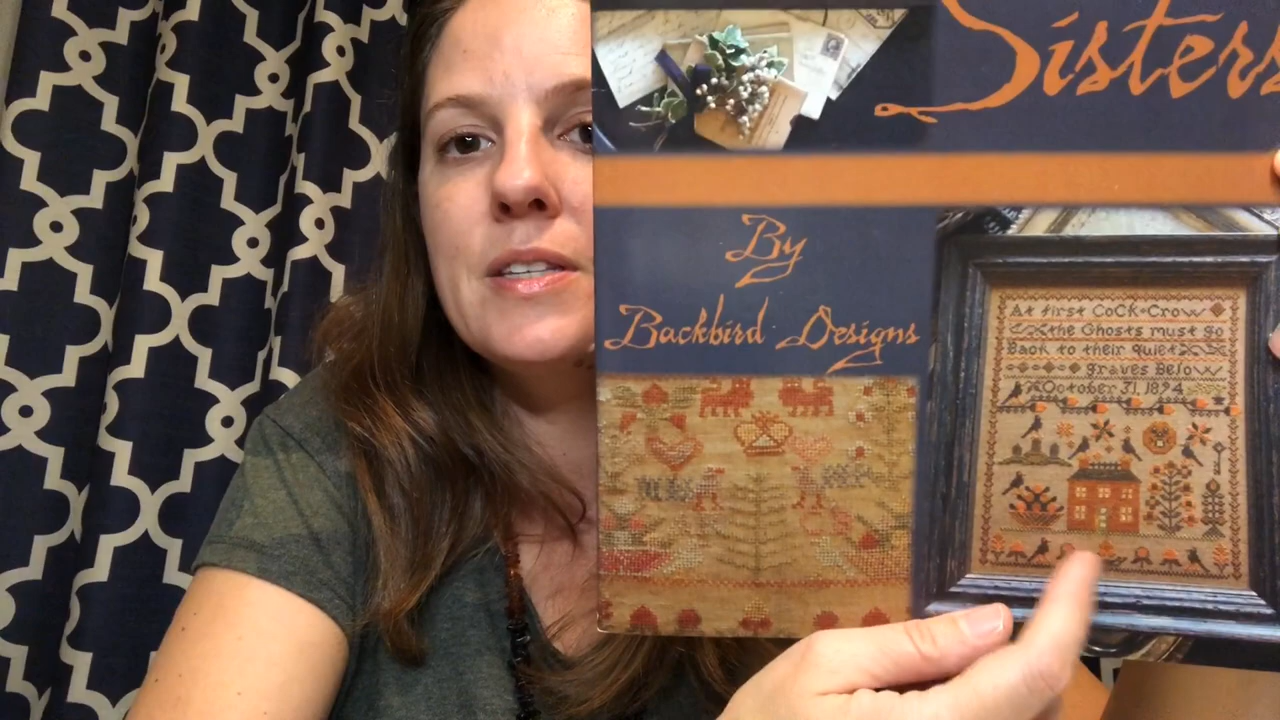 Sisters
By
Backbird Designs
At first Cock-Crow
the Ghosts must go
Back to their quiet
graves Below
October 31, 1894